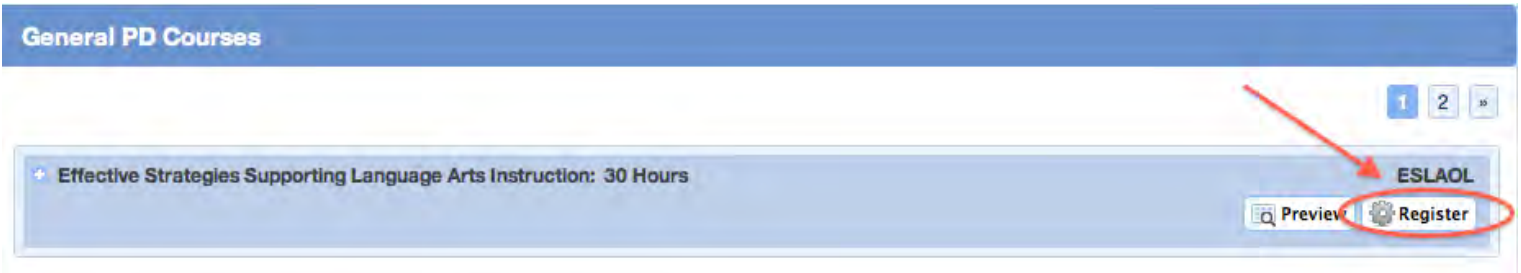 General PD Courses
1 2 »
Effective Strategies Supporting Language Arts Instruction: 30 Hours ESLAOL
Preview Register